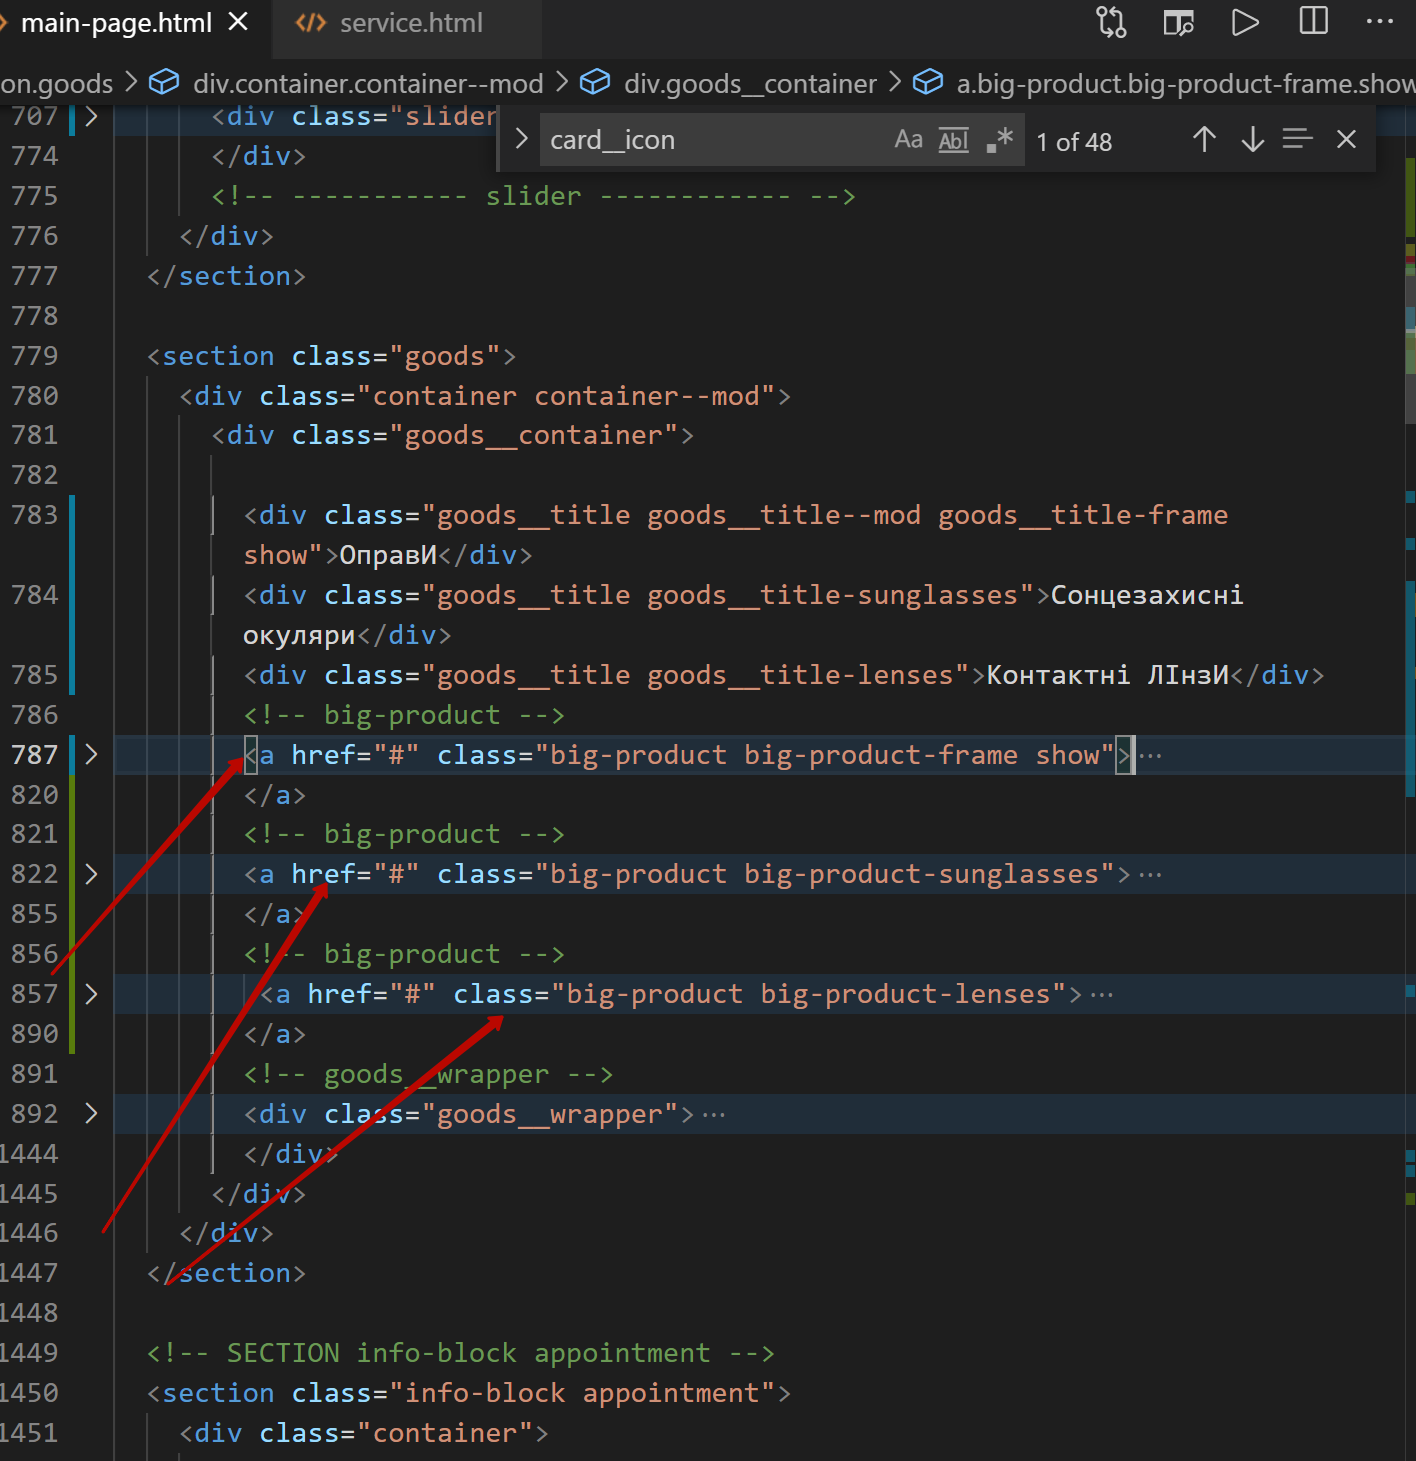 main-page.html
service.html
on.goods > div.container.container--mod > div.goods__container > a.big-product.big-product-frame.show
card__icon
Aa Abl .* 1 of 48
707 <div class="slider
774 </div>
775 <!-- ----------- slider ------------ -->
776 </div>
777 </section>
778
779 <section class="goods">
780 <div class="container container--mod">
781 <div class="goods__container">
782
783 <div class="goods__title goods__title--mod goods__title-frame
show">ОправИ</div>
784 <div class="goods__title goods__title-sunglasses">Сонцезахисні
окуляри</div>
785 <div class="goods__title goods__title-lenses">Контактні ЛІнзИ</div>
786 <!-- big-product -->
787 <a href="#" class="big-product big-product-frame show">⋯
820 </a>
821 <!-- big-product -->
822 <a href="#" class="big-product big-product-sunglasses">⋯
855 </a>
856 <!-- big-product -->
857 <a href="#" class="big-product big-product-lenses">⋯
890 </a>
891 <!-- goods__wrapper -->
892 <div class="goods__wrapper">⋯
1444 </div>
1445 </div>
1446 </div>
1447 </section>
1448
1449 <!-- SECTION info-block appointment -->
1450 <section class="info-block appointment">
1451 <div class="container">